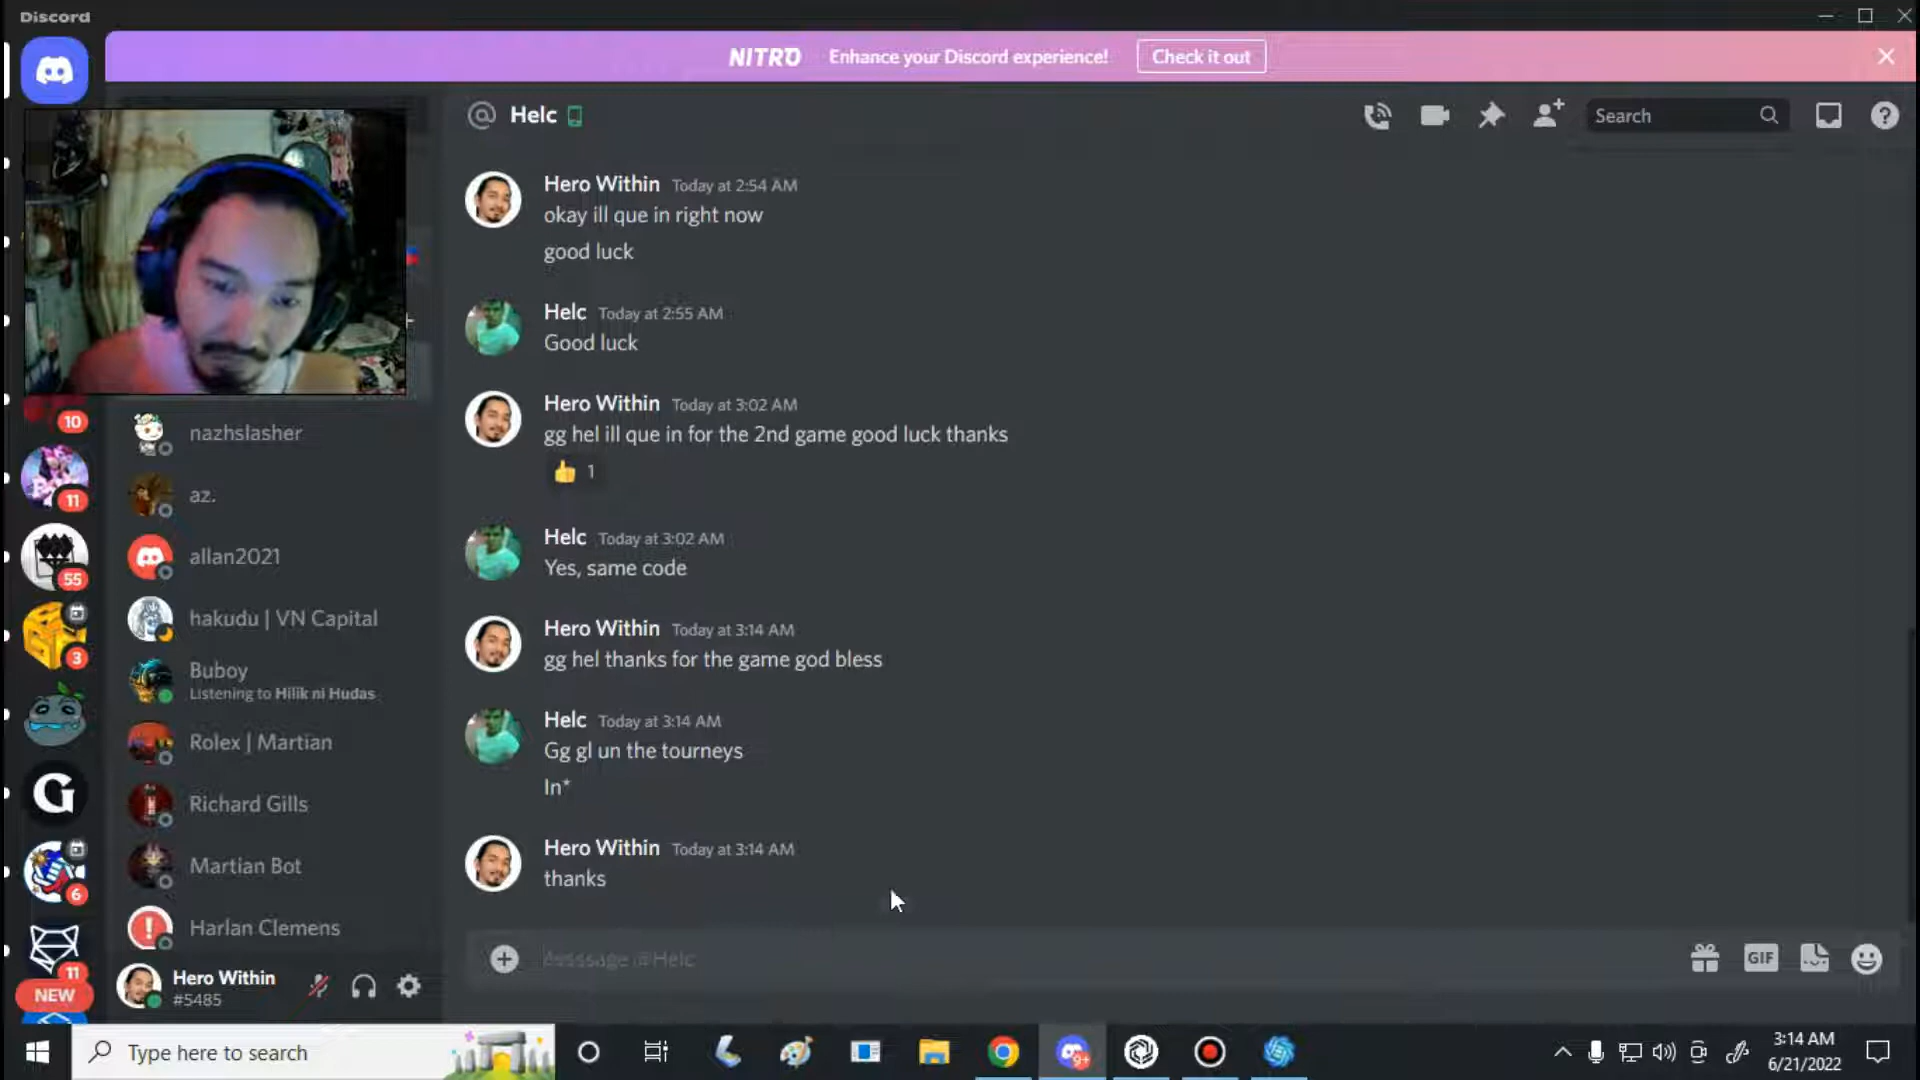 Discord
NITRO Enhance your Discord experience! Check it out
Helc
Search
Hero Within Today at 2:54 AM
okay ill que in right now
good luck
Helc Today at 2:55 AM
Good luck
Hero Within Today at 3:02 AM
gg hel ill que in for the 2nd game good luck thanks
👍 1
Helc Today at 3:02 AM
Yes, same code
Hero Within Today at 3:14 AM
gg hel thanks for the game god bless
Helc Today at 3:14 AM
Gg gl un the tourneys
In*
Hero Within Today at 3:14 AM
thanks
Message @Helc
GIF
10
11
55
3
6
11
NEW
nazhslasher
az.
allan2021
hakudu | VN Capital
Buboy
Listening to Hilik ni Hudas
Rolex | Martian
Richard Gills
Martian Bot
Harlan Clemens
Hero Within
#5485
Type here to search
9+
3:14 AM
6/21/2022